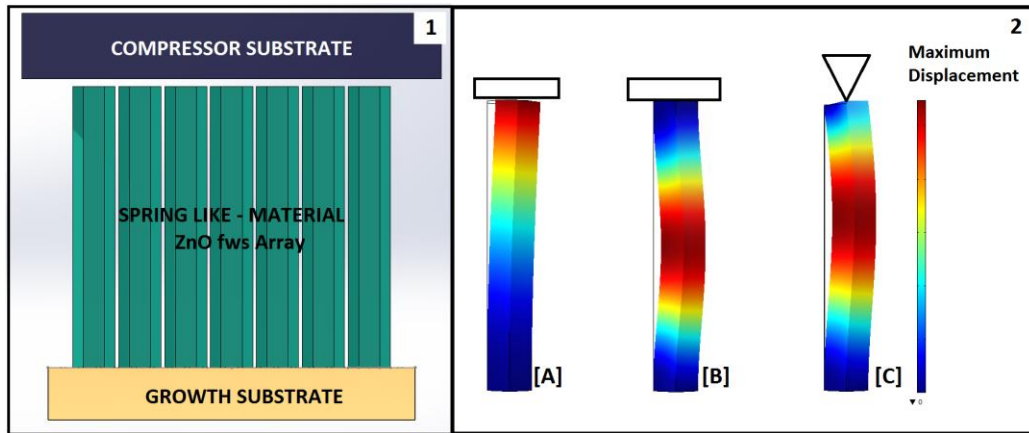 1
COMPRESSOR SUBSTRATE
SPRING LIKE - MATERIAL
ZnO fws Array
GROWTH SUBSTRATE
2
Maximum
Displacement
[A]
[B]
[C]
▼ 0